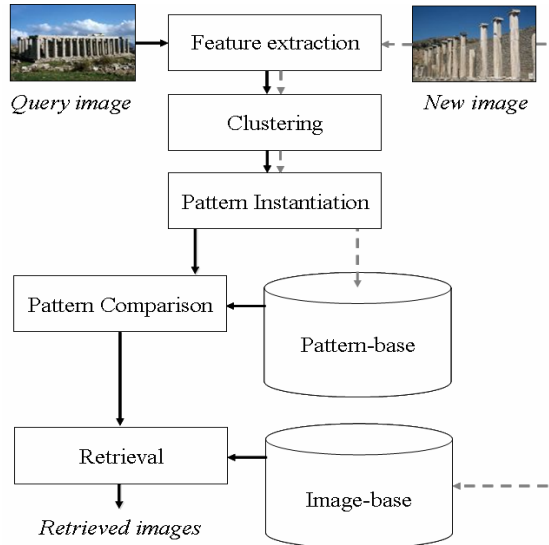 Feature extraction
Query image
New image
Clustering
Pattern Instantiation
Pattern Comparison
Pattern-base
Retrieval
Image-base
Retrieved images